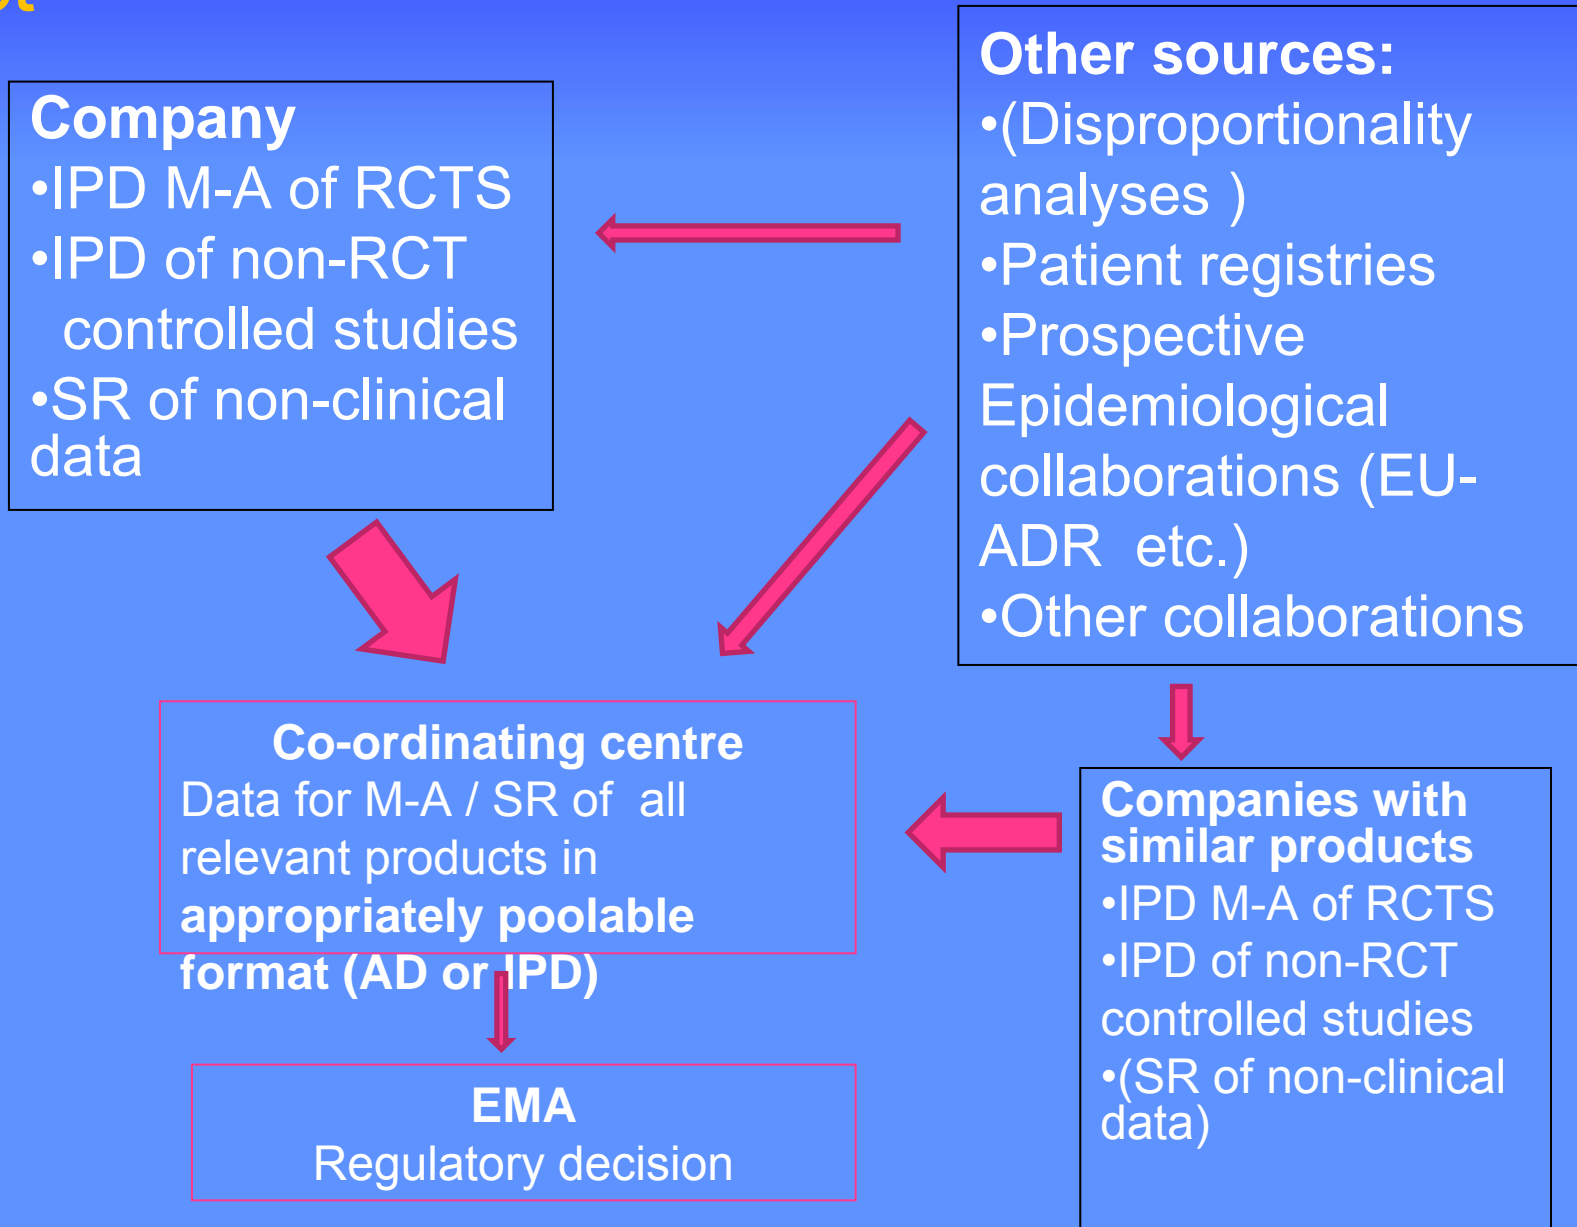 Company
•IPD M-A of RCTS
•IPD of non-RCT
controlled studies
•SR of non-clinical
data
Other sources:
•(Disproportionality
analyses )
•Patient registries
•Prospective
Epidemiological
collaborations (EU-
ADR etc.)
•Other collaborations
Co-ordinating centre
Data for M-A / SR of all
relevant products in
appropriately poolable
format (AD or IPD)
Companies with
similar products
•IPD M-A of RCTS
•IPD of non-RCT
controlled studies
•(SR of non-clinical
data)
EMA
Regulatory decision